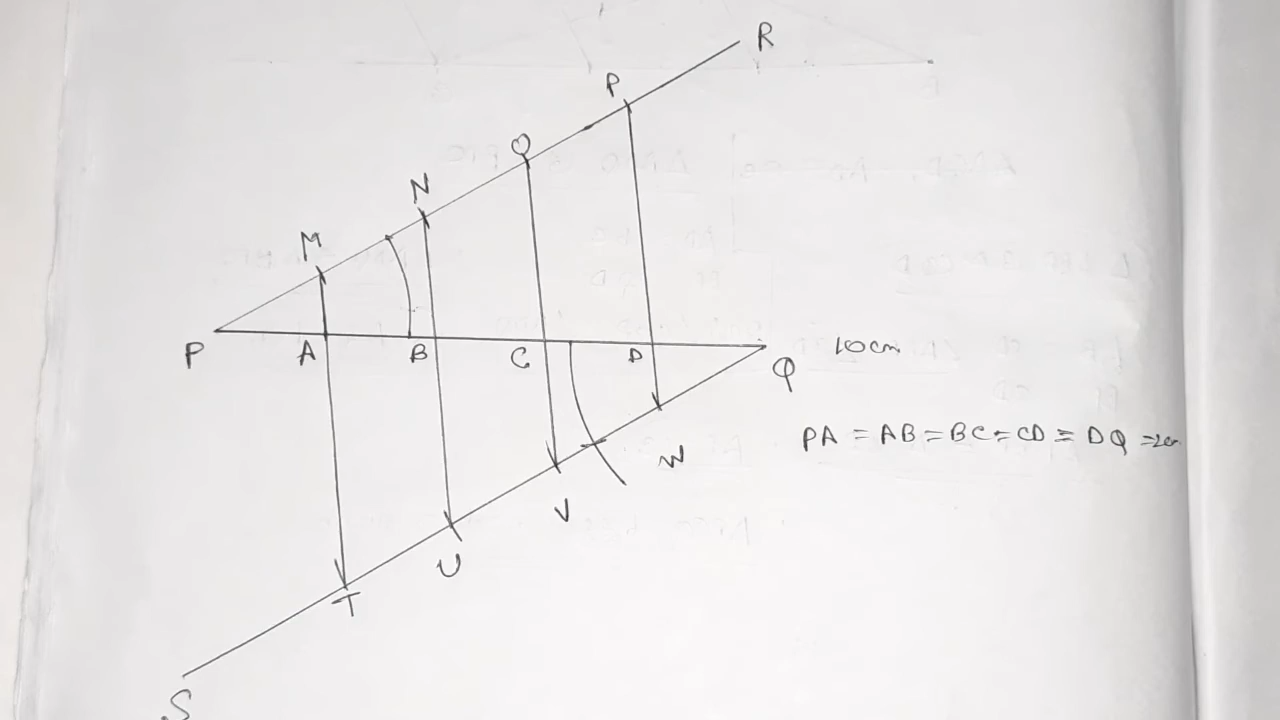 R
P
Q
N
M
P A B C D Q 10cm
PA = AB = BC = CD = DQ = 2cm
W
V
U
T
S